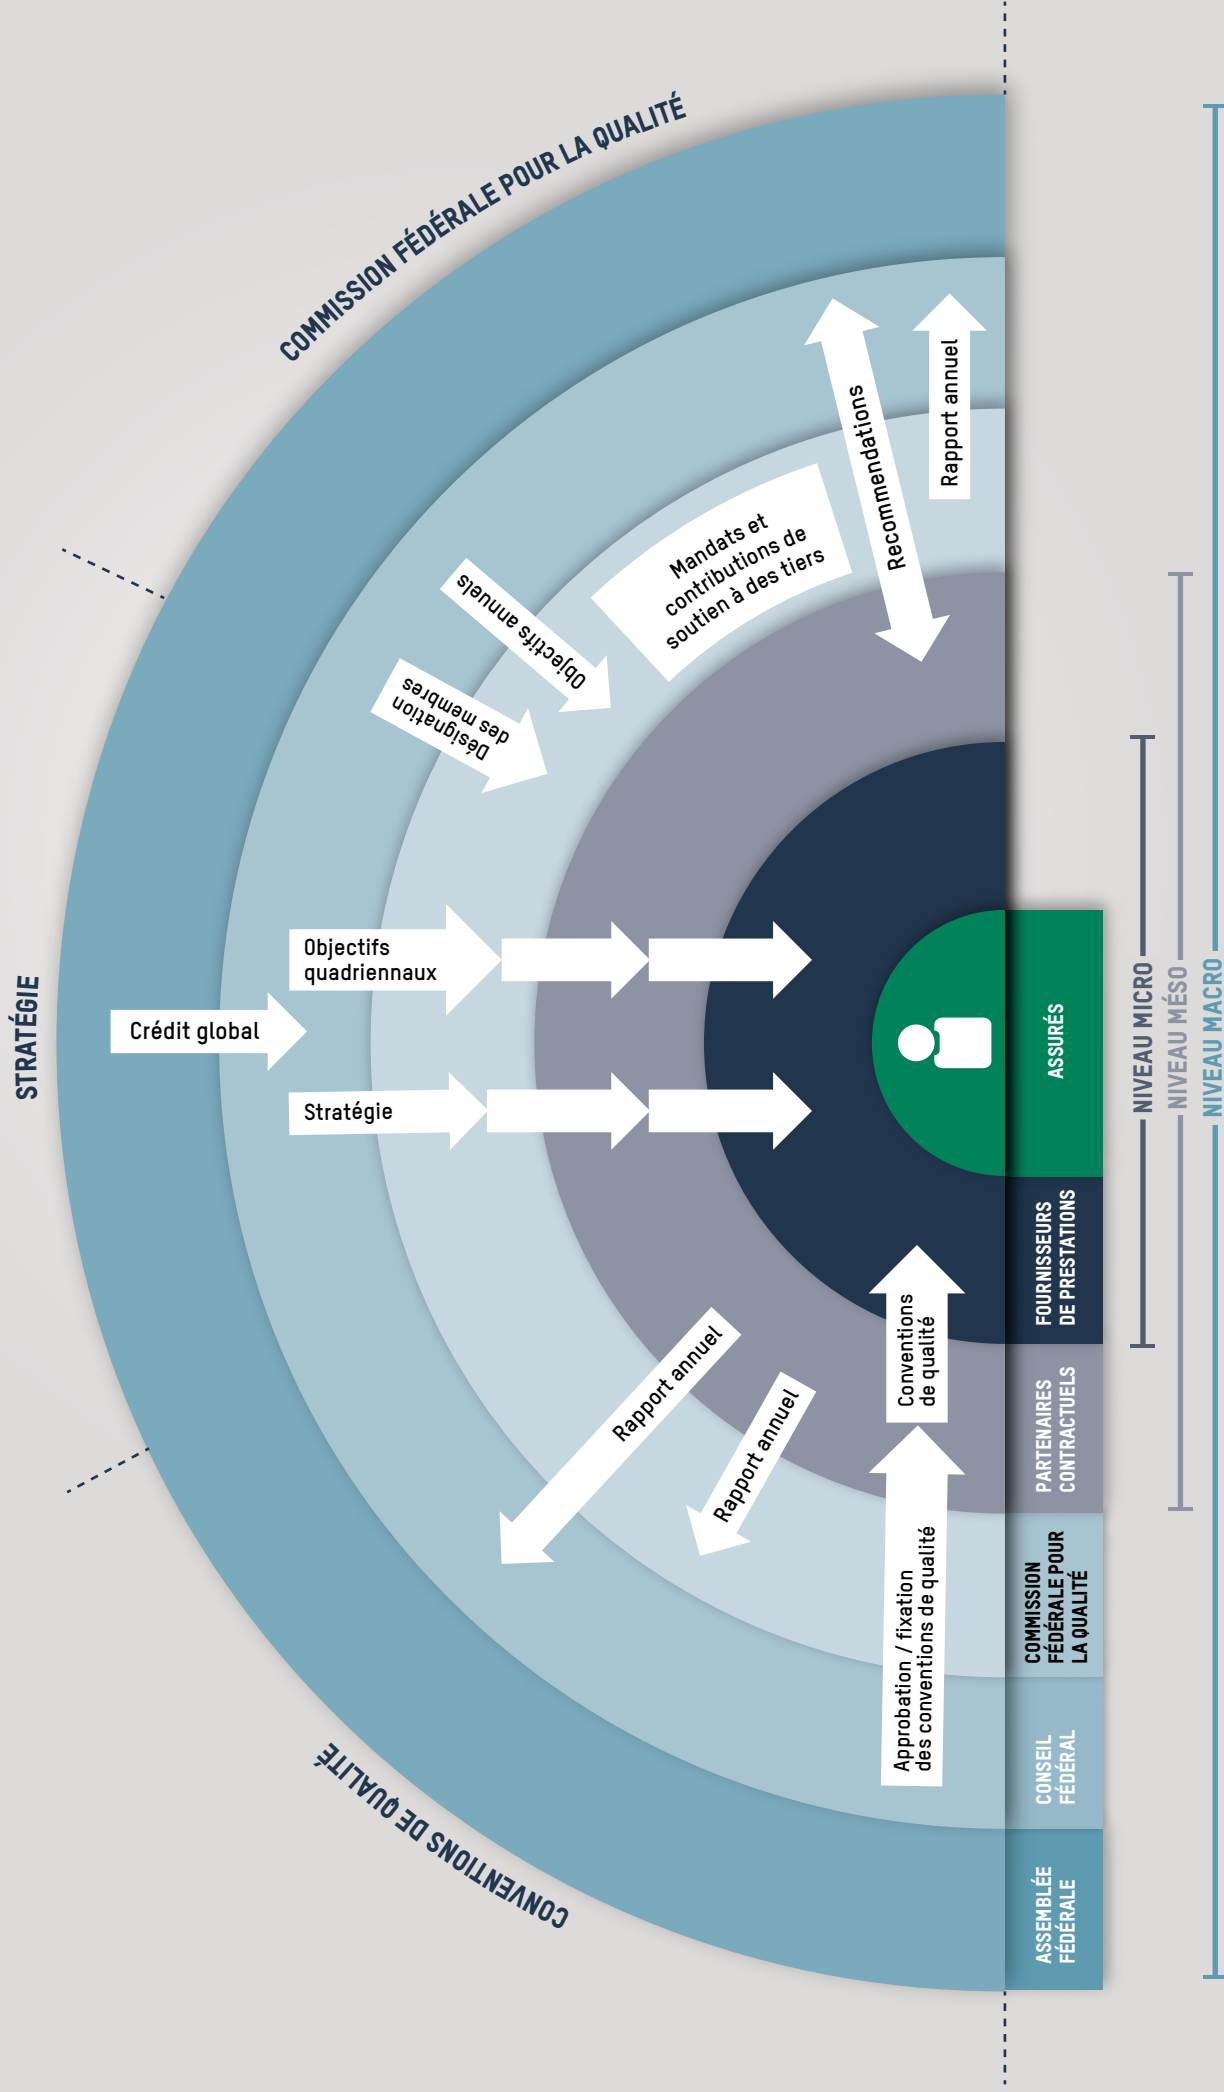 STRATÉGIE
COMMISSION FÉDÉRALE POUR LA QUALITÉ
CONVENTIONS DE QUALITÉ
Crédit global
Objectifs
quadriennaux
Stratégie
Désignation
des membres
Objectifs annuels
Mandats et
contributions de
soutien à des tiers
Recommendations
Rapport annuel
Rapport annuel
Rapport annuel
Conventions
de qualité
Approbation / fixation
des conventions de qualité
ASSEMBLÉE
FÉDÉRALE
CONSEIL
FÉDÉRAL
COMMISSION
FÉDÉRALE POUR
LA QUALITÉ
PARTENAIRES
CONTRACTUELS
FOURNISSEURS
DE PRESTATIONS
ASSURÉS
NIVEAU MICRO
NIVEAU MÉSO
NIVEAU MACRO